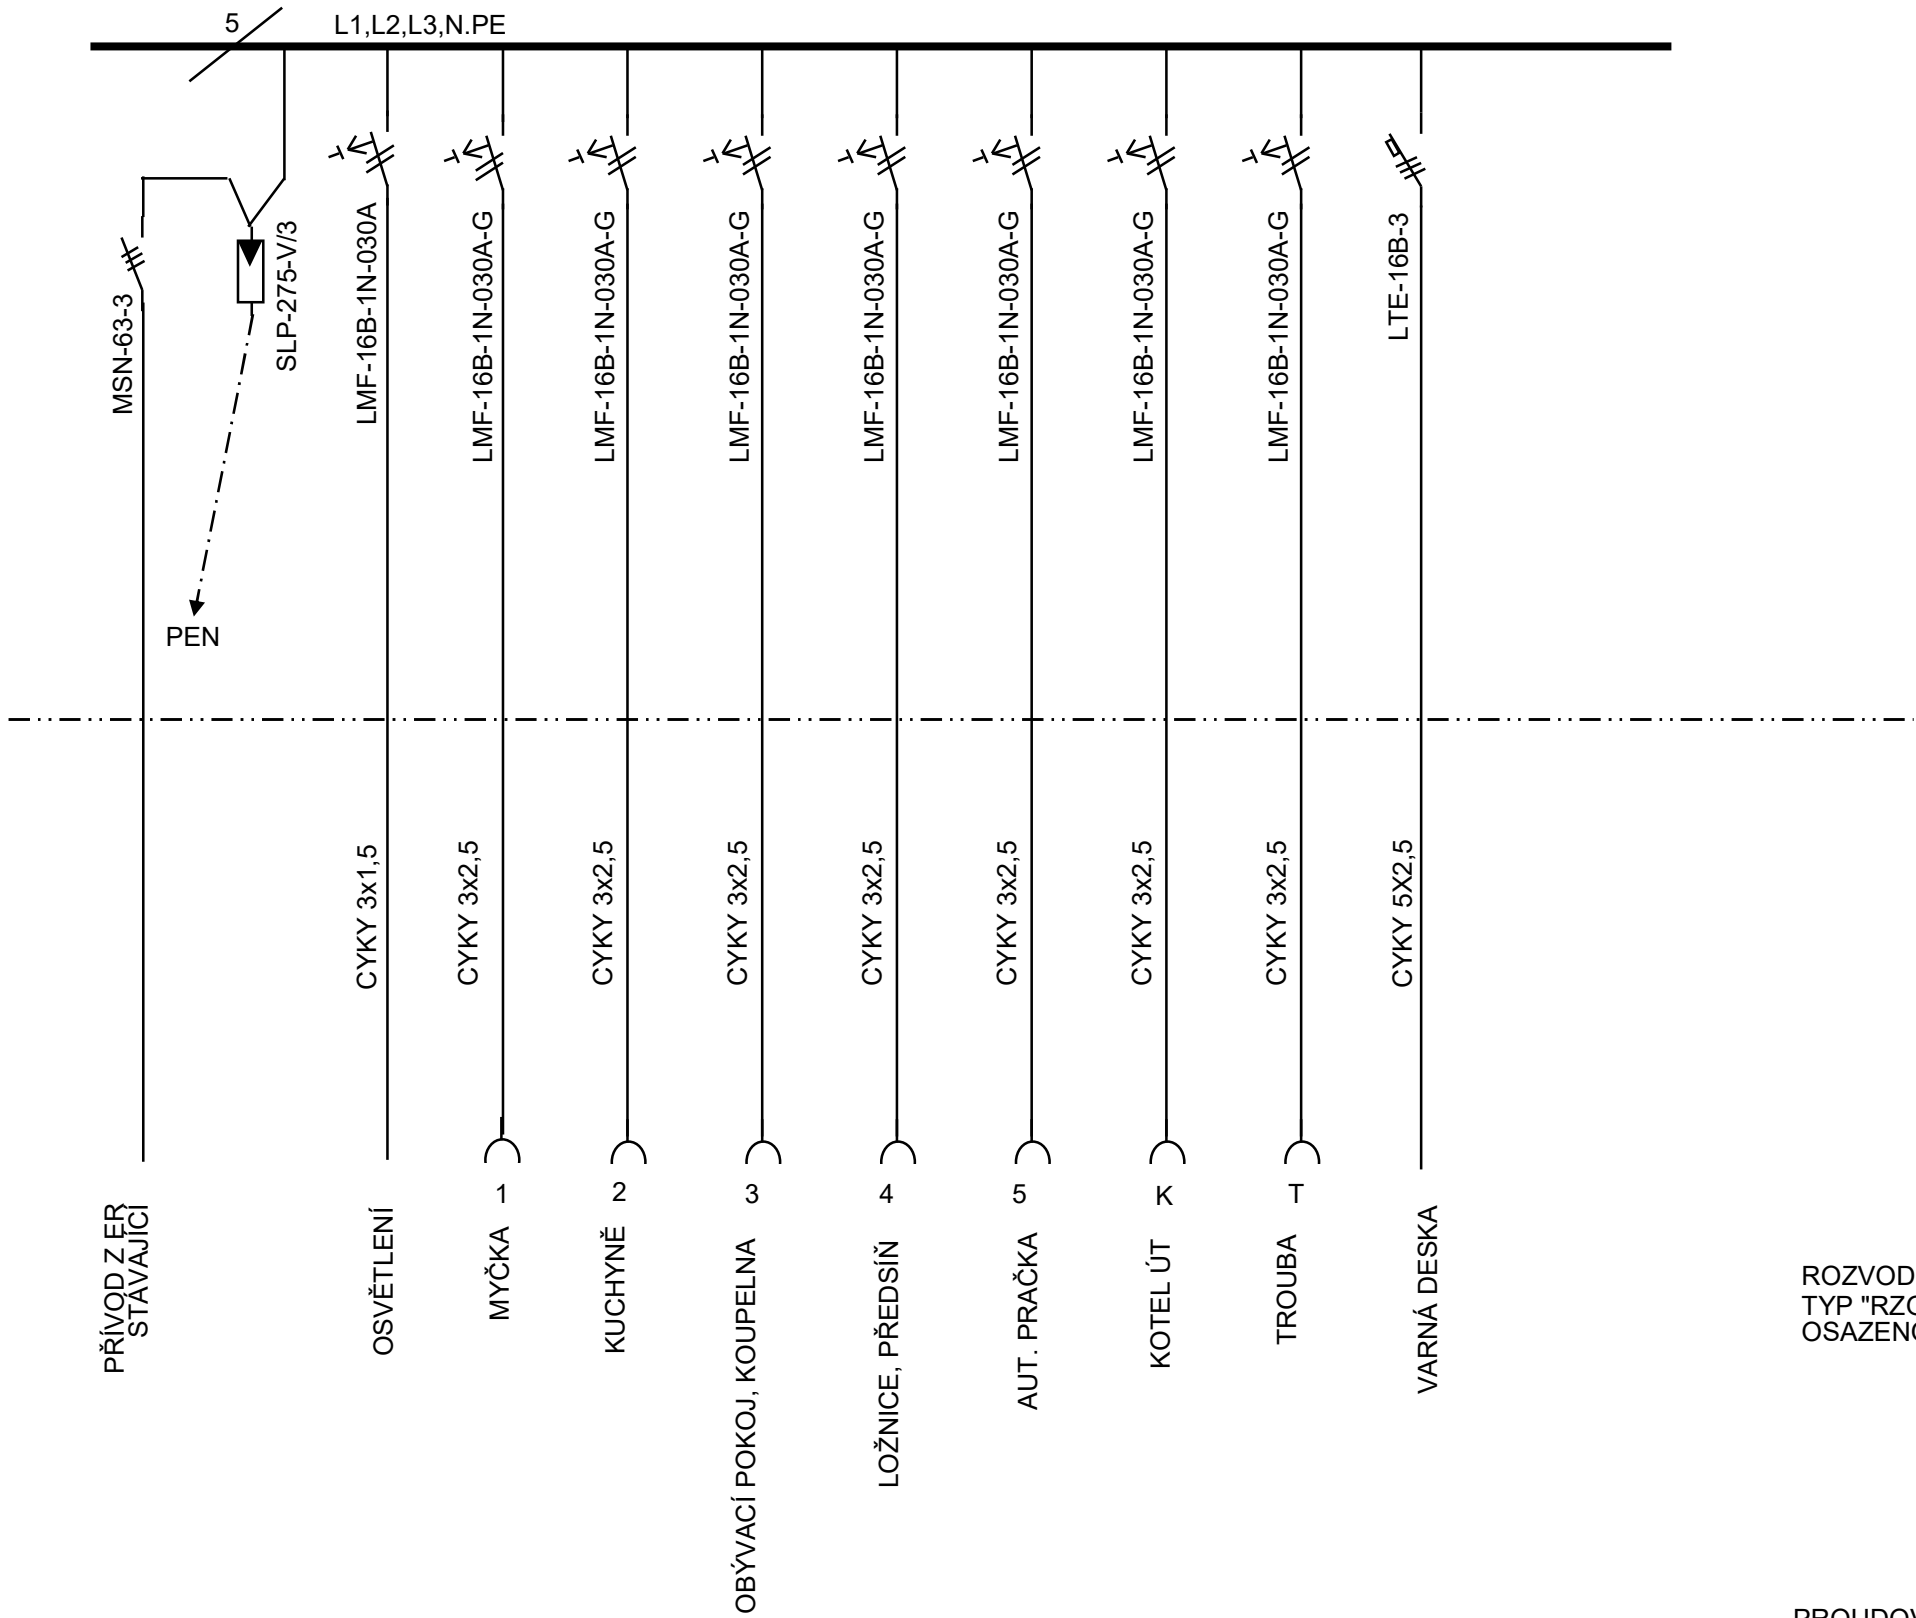 5
L1,L2,L3,N.PE
MSN-63-3
SLP-275-V/3
LMF-16B-1N-030A
LMF-16B-1N-030A-G
LMF-16B-1N-030A-G
LMF-16B-1N-030A-G
LMF-16B-1N-030A-G
LMF-16B-1N-030A-G
LMF-16B-1N-030A-G
LMF-16B-1N-030A-G
LTE-16B-3
PEN
CYKY 3x1,5
CYKY 3x2,5
CYKY 3x2,5
CYKY 3x2,5
CYKY 3x2,5
CYKY 3x2,5
CYKY 3x2,5
CYKY 3x2,5
CYKY 5X2,5
PŘÍVOD Z ER
STÁVAJÍCÍ
OSVĚTLENÍ
1
MYČKA
2
KUCHYNĚ
3
OBÝVACÍ POKOJ, KOUPELNA
4
LOŽNICE, PŘEDSÍŇ
5
AUT. PRAČKA
K
KOTEL ÚT
T
TROUBA
VARNÁ DESKA
ROZVOD
TYP "RZ
OSAZEN